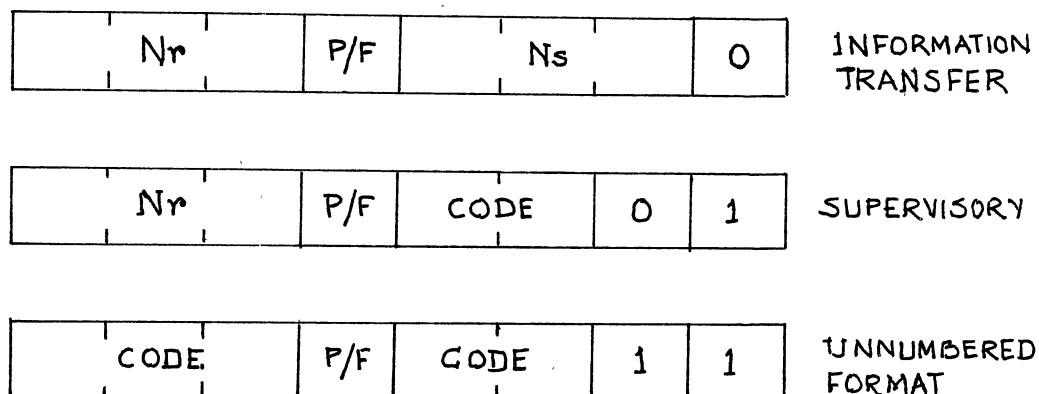 Nr P/F Ns 0 INFORMATION
TRANSFER
Nr P/F CODE 0 1 SUPERVISORY
CODE P/F CODE 1 1 UNNUMBERED
FORMAT